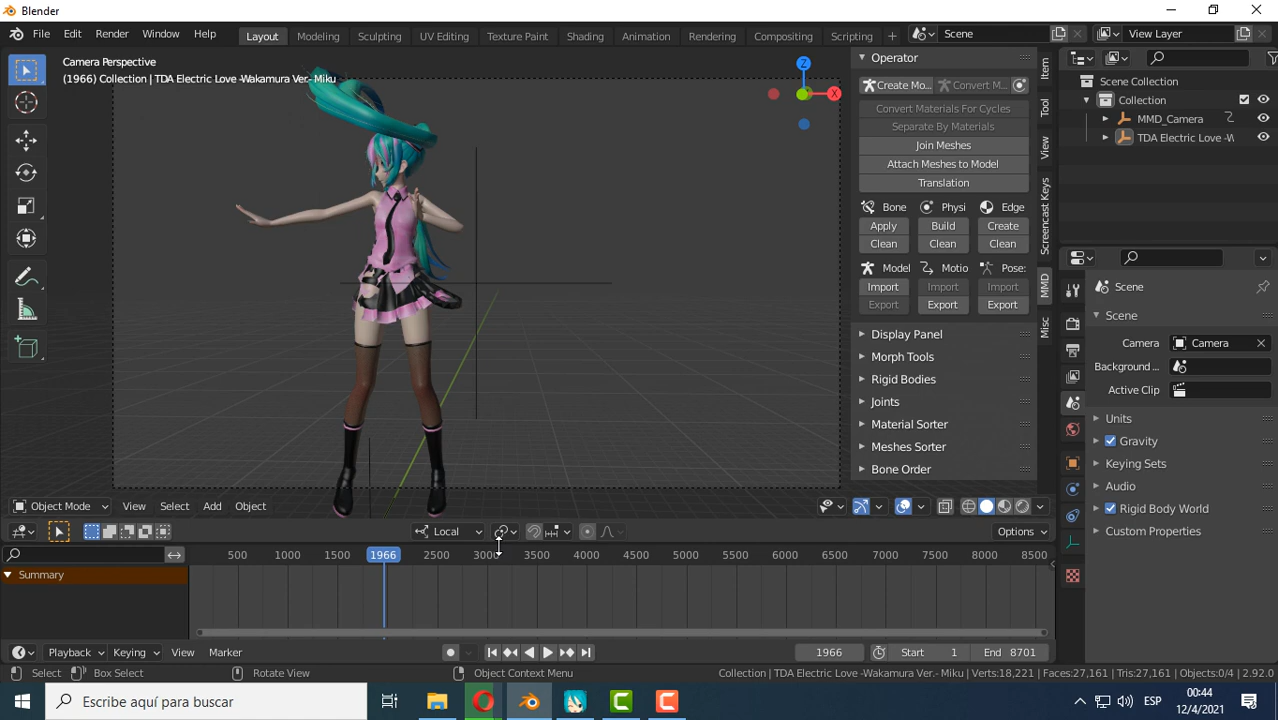 Blender
File Edit Render Window Help Layout Modeling Sculpting UV Editing Texture Paint Shading Animation Rendering Compositing Scripting Scene View Layer
Camera Perspective
(1966) Collection | TDA Electric Love -Wakamura Ver.- Miku
Z
X
Operator
Create Mo... Convert M...
Convert Materials For Cycles
Separate By Materials
Join Meshes
Attach Meshes to Model
Translation
Bone Physi Edge
Apply Build Create
Clean Clean Clean
Model Motio Pose:
Import Import Import
Export Export Export
Display Panel
Morph Tools
Rigid Bodies
Joints
Material Sorter
Meshes Sorter
Bone Order
Item
Tool
View
Screencast Keys
MMD
Misc
Scene Collection
Collection
MMD_Camera
TDA Electric Love -W
Scene
Scene
Camera Camera
Background ...
Active Clip
Units
Gravity
Keying Sets
Audio
Rigid Body World
Custom Properties
Object Mode View Select Add Object
Local Options
500 1000 1500 1966 2500 3000 3500 4000 4500 5000 5500 6000 6500 7000 7500 8000 8500
Summary
Playback Keying View Marker 1966 Start 1 End 8701
Select Box Select Rotate View Object Context Menu Collection | TDA Electric Love -Wakamura Ver.- Miku | Verts:18,221 | Faces:27,161 | Tris:27,161 | Objects:0/4 | 2.92.0
Escribe aquí para buscar ESP 00:44
12/4/2021